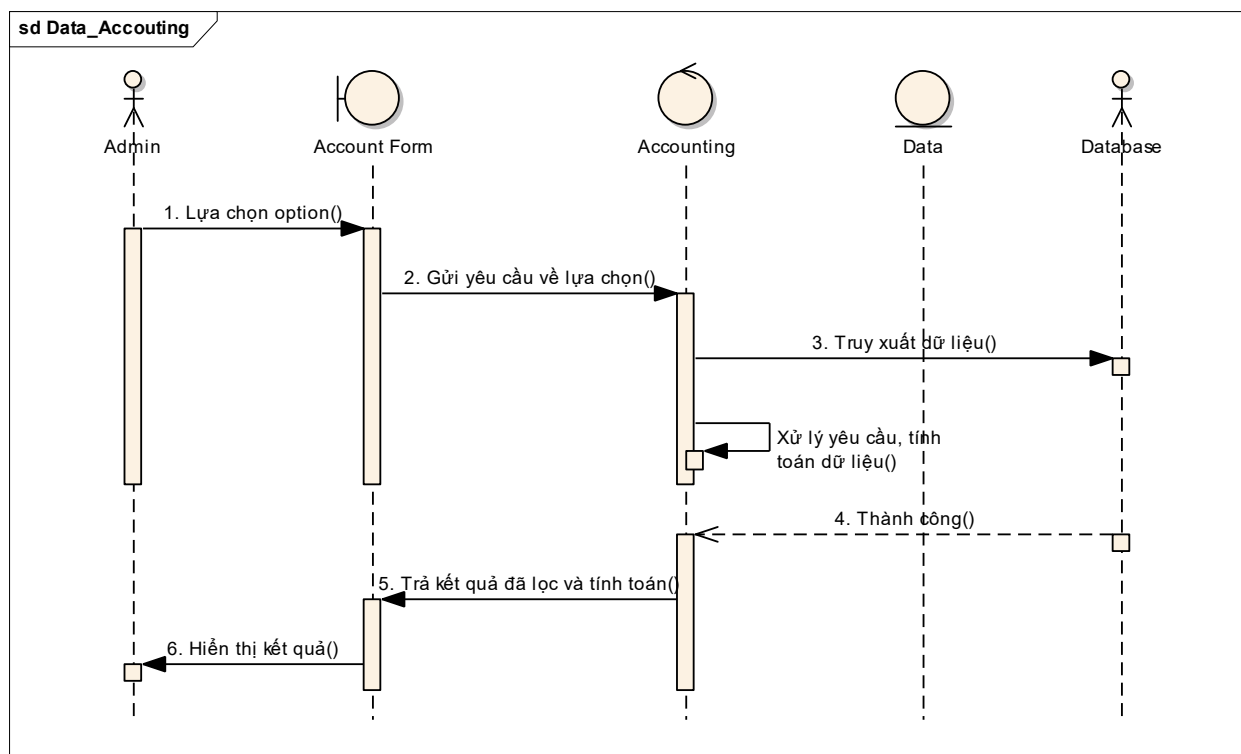 sd Data_Accouting
Admin
Account Form
Accounting
Data
Database
1. Lựa chọn option()
2. Gửi yêu cầu về lựa chọn()
3. Truy xuất dữ liệu()
Xử lý yêu cầu, tính
toán dữ liệu()
4. Thành công()
5. Trả kết quả đã lọc và tính toán()
6. Hiển thị kết quả()